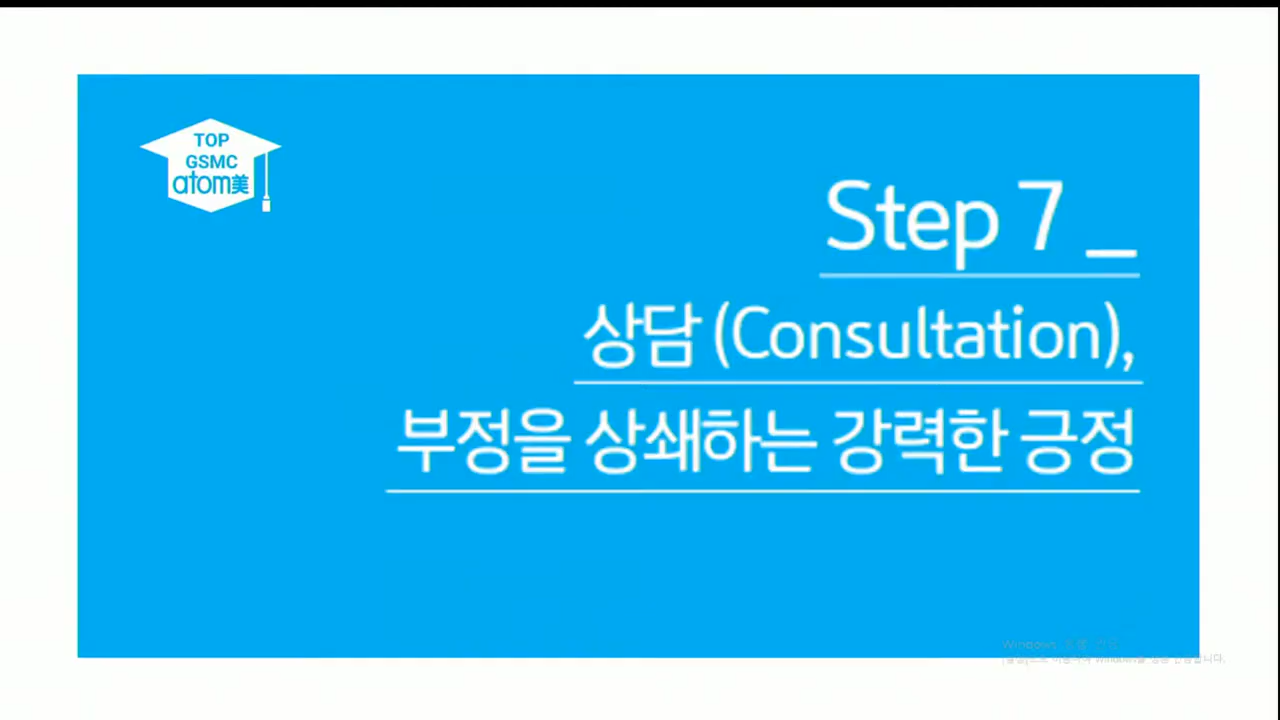 TOP
GSMC
atom美
Step 7 _
상담 (Consultation),
부정을 상쇄하는 강력한 긍정
Windows